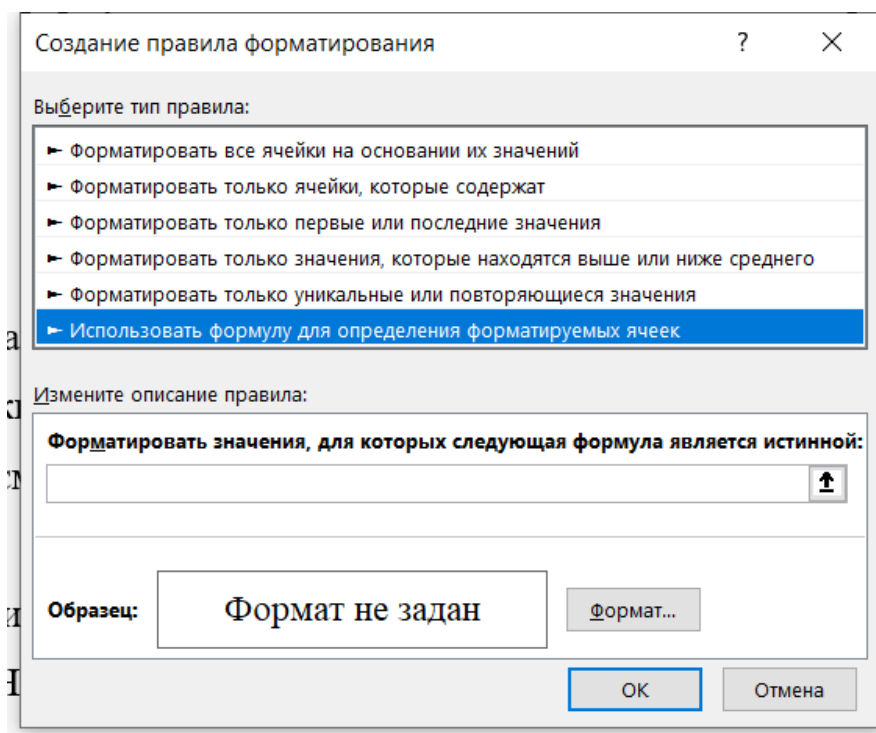 Создание правила форматирования ? ×
Выберите тип правила:
► Форматировать все ячейки на основании их значений
► Форматировать только ячейки, которые содержат
► Форматировать только первые или последние значения
► Форматировать только значения, которые находятся выше или ниже среднего
► Форматировать только уникальные или повторяющиеся значения
► Использовать формулу для определения форматируемых ячеек
Измените описание правила:
Форматировать значения, для которых следующая формула является истинной:
Образец: Формат не задан Формат...
ОК Отмена